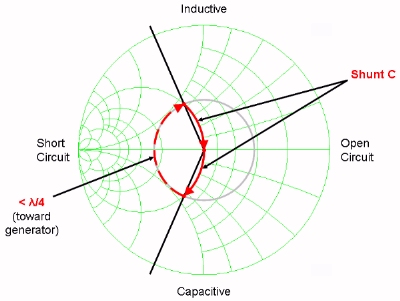 Inductive
Shunt C
Short
Circuit
Open
Circuit
< λ/4
(toward
generator)
Capacitive